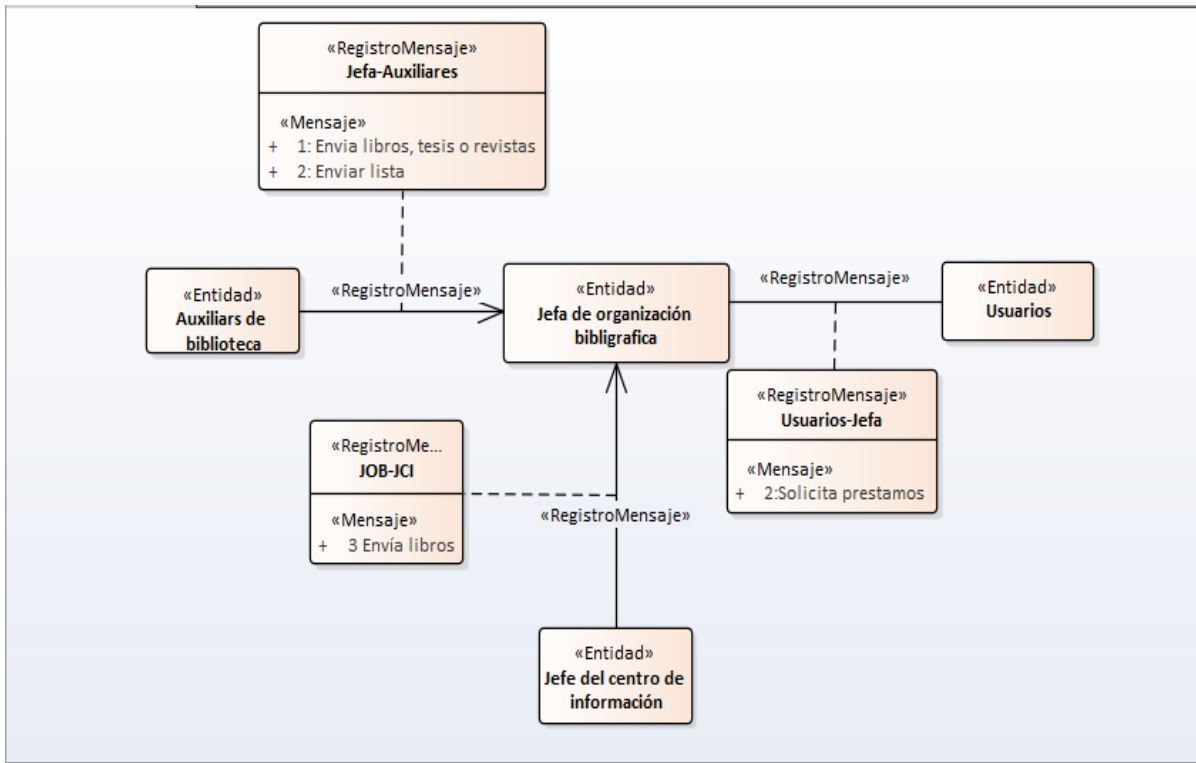 «RegistroMensaje»
Jefa-Auxiliares
«Mensaje»
+ 1: Envia libros, tesis o revistas
+ 2: Enviar lista
«Entidad»
Auxiliars de
biblioteca
«RegistroMensaje»
«Entidad»
Jefa de organización
bibligrafica
«RegistroMensaje»
«Entidad»
Usuarios
«RegistroMensaje»
Usuarios-Jefa
«Mensaje»
+ 2:Solicita prestamos
«RegistroMe...
JOB-JCI
«Mensaje»
+ 3 Envía libros
«RegistroMensaje»
«Entidad»
Jefe del centro de
información